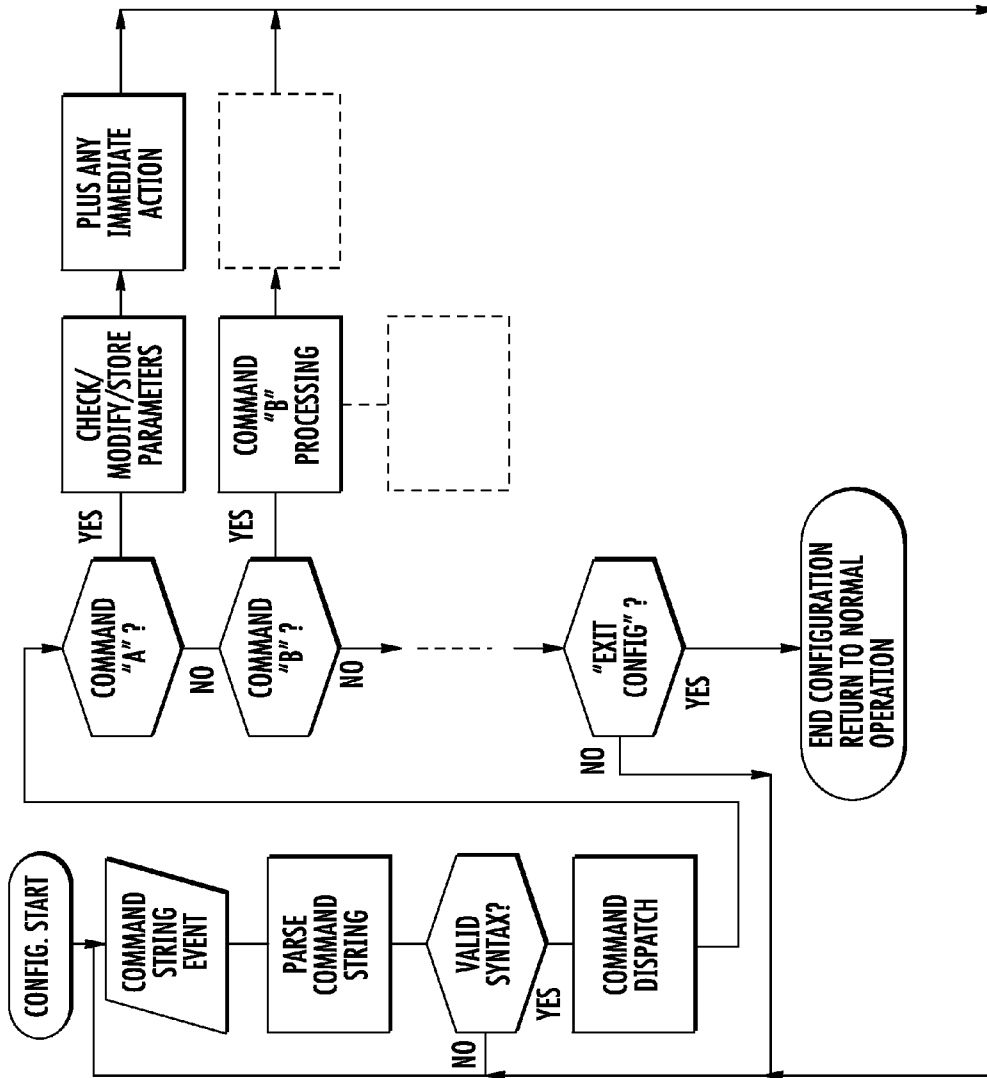 CONFIG. START
COMMAND
STRING
EVENT
PARSE
COMMAND
STRING
VALID
SYNTAX?
NO
YES
COMMAND
DISPATCH
COMMAND
"A" ?
YES
NO
CHECK/
MODIFY/STORE
PARAMETERS
PLUS ANY
IMMEDIATE
ACTION
COMMAND
"B" ?
YES
NO
COMMAND
"B"
PROCESSING
"EXIT
CONFIG" ?
NO
YES
END CONFIGURATION
RETURN TO NORMAL
OPERATION